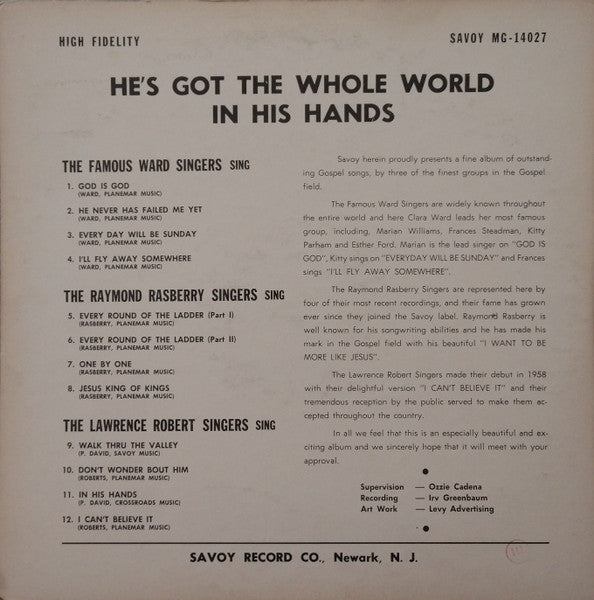 HIGH FIDELITY
SAVOY MG-14027
HE'S GOT THE WHOLE WORLD
IN HIS HANDS
THE FAMOUS WARD SINGERS SING
1. GOD IS GOD
(WARD, PLANEMAR MUSIC)
2. HE NEVER HAS FAILED ME YET
(WARD, PLANEMAR MUSIC)
3. EVERY DAY WILL BE SUNDAY
(WARD, PLANEMAR MUSIC)
4. I'LL FLY AWAY SOMEWHERE
(WARD, PLANEMAR MUSIC)
THE RAYMOND RASBERRY SINGERS SING
5. EVERY ROUND OF THE LADDER (Part I)
(RASBERRY, PLANEMAR MUSIC)
6. EVERY ROUND OF THE LADDER (Part II)
(RASBERRY, PLANEMAR MUSIC)
7. ONE BY ONE
(RASBERRY, PLANEMAR MUSIC)
8. JESUS KING OF KINGS
(RASBERRY, PLANEMAR MUSIC)
THE LAWRENCE ROBERT SINGERS SING
9. WALK THRU THE VALLEY
(P. DAVID, SAVOY MUSIC)
10. DON'T WONDER BOUT HIM
(ROBERTS, PLANEMAR MUSIC)
11. IN HIS HANDS
(P. DAVID, CROSSROADS MUSIC)
12. I CAN'T BELIEVE IT
(ROBERTS, PLANEMAR MUSIC)
Savoy herein proudly presents a fine album of outstand-
ing Gospel songs, by three of the finest groups in the Gospel
field.
The Famous Ward Singers are widely known throughout
the entire world and here Clara Ward leads her most famous
group, including, Marian Williams, Frances Steadman, Kitty
Parham and Esther Ford. Marian is the lead singer on "GOD IS
GOD", Kitty sings on "EVERYDAY WILL BE SUNDAY" and Frances
sings "I'LL FLY AWAY SOMEWHERE".
The Raymond Rasberry Singers are represented here by
four of their most recent recordings, and their fame has grown
ever since they joined the Savoy label. Raymond Rasberry is
well known for his songwriting abilities and he has made his
mark in the Gospel field with his beautiful "I WANT TO BE
MORE LIKE JESUS".
The Lawrence Robert Singers made their debut in 1958
with their delightful version "I CAN'T BELIEVE IT" and their
tremendous reception by the public served to make them ac-
cepted throughout the country.
In all we feel that this is an especially beautiful and ex-
citing album and we sincerely hope that it will meet with your
approval.
Supervision — Ozzie Cadena
Recording — Irv Greenbaum
Art Work — Levy Advertising
SAVOY RECORD CO., Newark, N. J.